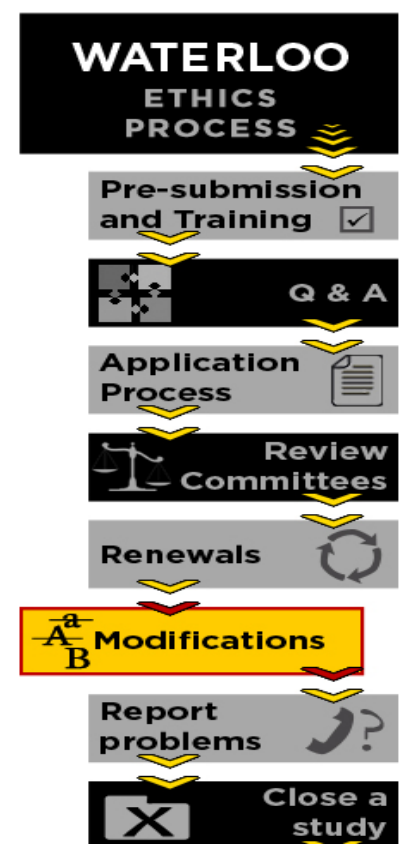 WATERLOO
ETHICS
PROCESS
Pre-submission
and Training
Q & A
Application
Process
Review
Committees
Renewals
a
A
B
Modifications
Report
problems
?
Close a
study